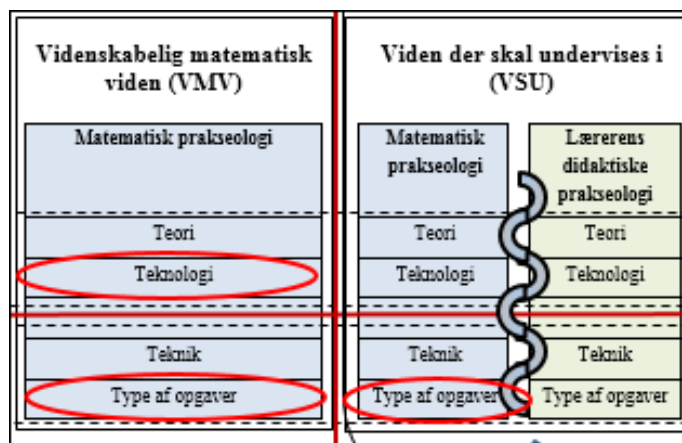 Videnskabelig matematisk
viden (VMV)
Matematisk prakseologi
Teori
Teknologi
Teknik
Type af opgaver
Viden der skal undervises i
(VSU)
Matematisk
prakseologi
Teori
Teknologi
Teknik
Type af opgaver
Lærerens
didaktiske
prakseologi
Teori
Teknologi
Teknik
Type af opgaver